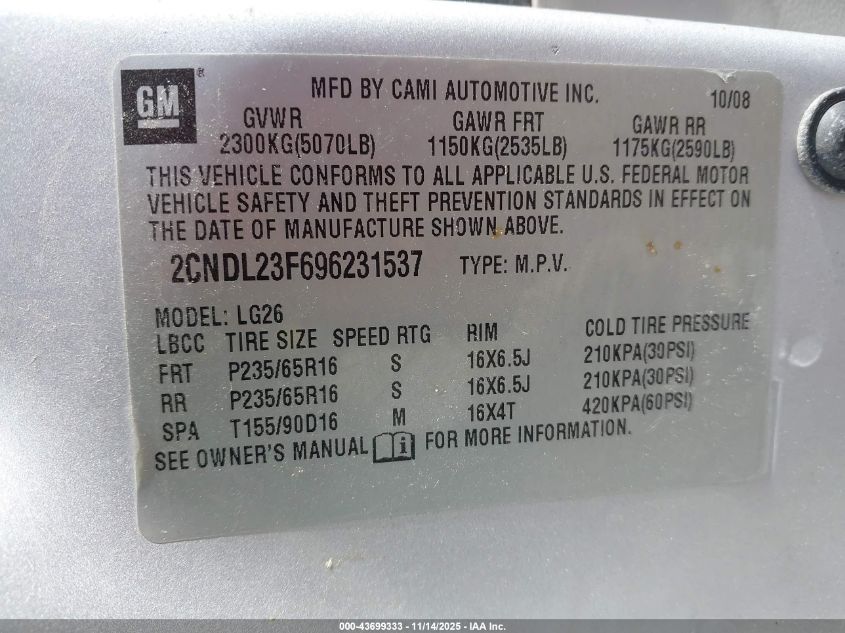 GM®
MFD BY CAMI AUTOMOTIVE INC. 10/08
GVWR GAWR FRT GAWR RR
2300KG(5070LB) 1150KG(2535LB) 1175KG(2590LB)
THIS VEHICLE CONFORMS TO ALL APPLICABLE U.S. FEDERAL MOTOR
VEHICLE SAFETY AND THEFT PREVENTION STANDARDS IN EFFECT ON
THE DATE OF MANUFACTURE SHOWN ABOVE.
2CNDL23F696231537 TYPE: M.P.V.
MODEL: LG26
LBCC TIRE SIZE SPEED RTG RIM COLD TIRE PRESSURE
FRT P235/65R16 S 16X6.5J 210KPA(30PSI)
RR P235/65R16 S 16X6.5J 210KPA(30PSI)
SPA T155/90D16 M 16X4T 420KPA(60PSI)
SEE OWNER'S MANUAL i FOR MORE INFORMATION.
000-43699333 - 11/14/2025 - IAA Inc.